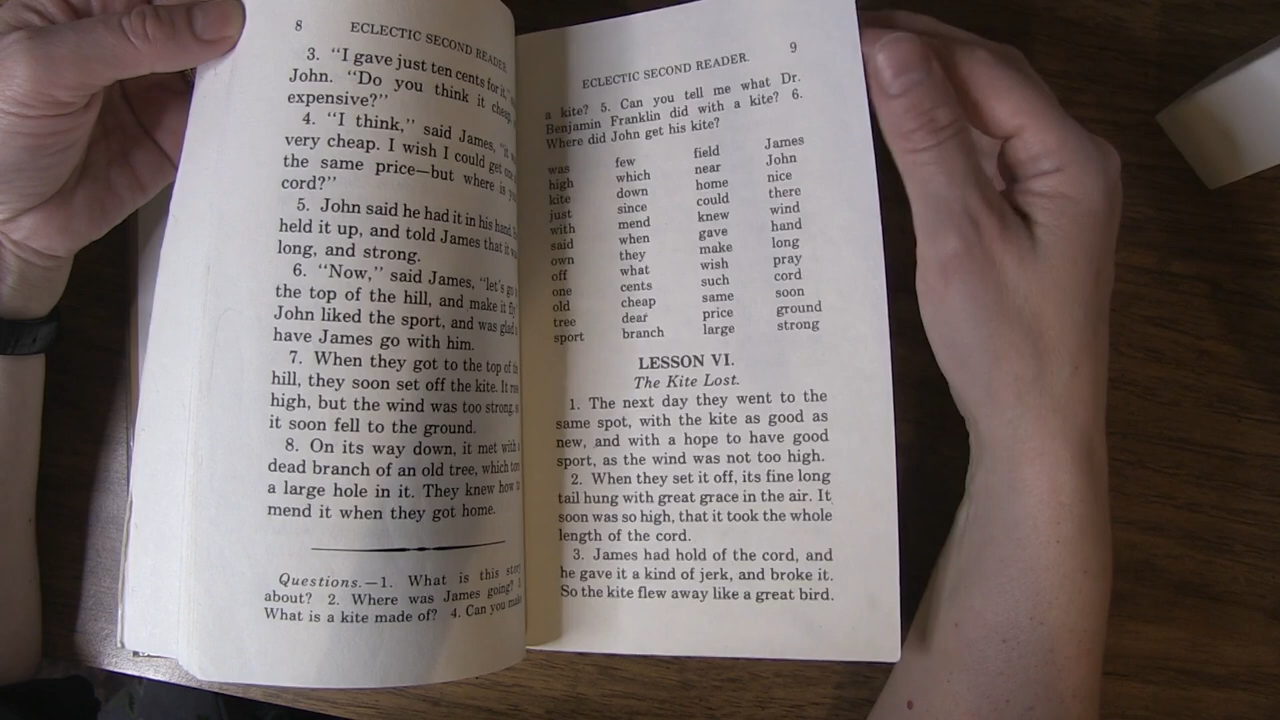 8 ECLECTIC SECOND READER.
3. "I gave just ten cents for it,"
John. "Do you think it cheap,
expensive?"
4. "I think," said James, "it
very cheap. I wish I could get one
the same price—but where is
cord?"
5. John said he had it in his hand.
held it up, and told James that it
long, and strong.
6. "Now," said James, "let's go
the top of the hill, and make it fly
John liked the sport, and was glad
have James go with him.
7. When they got to the top of
hill, they soon set off the kite. It
high, but the wind was too strong,
it soon fell to the ground.
8. On its way down, it met with
dead branch of an old tree, which
a large hole in it. They knew how
mend it when they got home.
Questions.—1. What is this
about? 2. Where was James going?
What is a kite made of? 4. Can you
ECLECTIC SECOND READER. 9
a kite? 5. Can you tell me what Dr.
Benjamin Franklin did with a kite? 6.
Where did John get his kite?
was few field James
high which near John
kite down home nice
just since could there
with mend knew wind
said when gave hand
own they make long
off what wish pray
one cents such cord
old cheap same soon
tree dear price ground
sport branch large strong
LESSON VI.
The Kite Lost.
1. The next day they went to the
same spot, with the kite as good as
new, and with a hope to have good
sport, as the wind was not too high.
2. When they set it off, its fine long
tail hung with great grace in the air. It
soon was so high, that it took the whole
length of the cord.
3. James had hold of the cord, and
he gave it a kind of jerk, and broke it.
So the kite flew away like a great bird.